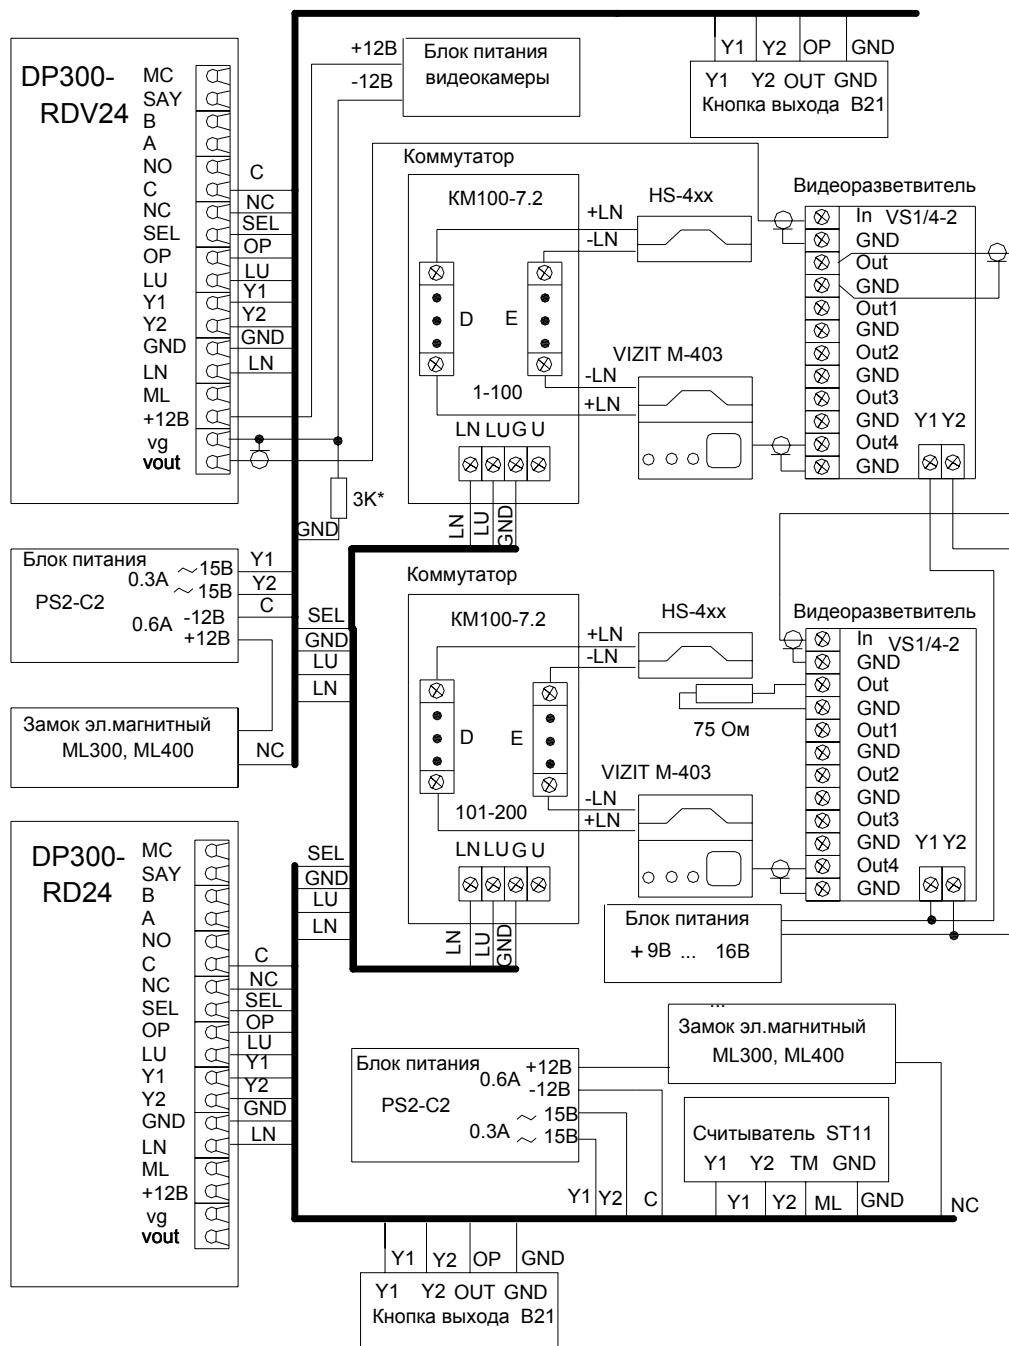 DP300-
RDV24
MC
SAY
B
A
NO
C
NC
SEL
OP
LU
Y1
Y2
GND
LN
ML
+12В
vg
vout
C
NC
SEL
OP
LU
Y1
Y2
GND
LN
+12В
-12В
Блок питания
видеокамеры
Y1 Y2 OP GND
Y1 Y2 OUT GND
Кнопка выхода В21
3К*
GND
Коммутатор
КМ100-7.2
D
E
1-100
LN LU G U
LN
LU
GND
+LN
-LN
HS-4xx
VIZIT M-403
-LN
+LN
Видеоразветвитель
VS1/4-2
In
GND
Out
GND
Out1
GND
Out2
GND
Out3
GND
Out4
GND
Y1 Y2
Блок питания
PS2-C2
0.3А
~ 15В
~ 15В
0.6А
-12В
+12В
Y1
Y2
C
Замок эл.магнитный
ML300, ML400
NC
SEL
GND
LU
LN
Коммутатор
КМ100-7.2
D
E
101-200
LN LU G U
LN
LU
GND
+LN
-LN
HS-4xx
75 Ом
VIZIT M-403
-LN
+LN
Видеоразветвитель
VS1/4-2
In
GND
Out
GND
Out1
GND
Out2
GND
Out3
GND
Out4
GND
Y1 Y2
Блок питания
+ 9В ... 16В
DP300-
RD24
MC
SAY
B
A
NO
C
NC
SEL
OP
LU
Y1
Y2
GND
LN
ML
+12В
vg
vout
C
NC
SEL
OP
LU
Y1
Y2
GND
LN
SEL
GND
LU
LN
Блок питания
PS2-C2
0.6А
+12В
-12В
0.3А
~ 15В
~ 15В
Y1 Y2 C
...
Замок эл.магнитный
ML300, ML400
Считыватель ST11
Y1 Y2 TM GND
Y1 Y2 ML GND
NC
Y1 Y2 OP GND
Y1 Y2 OUT GND
Кнопка выхода В21